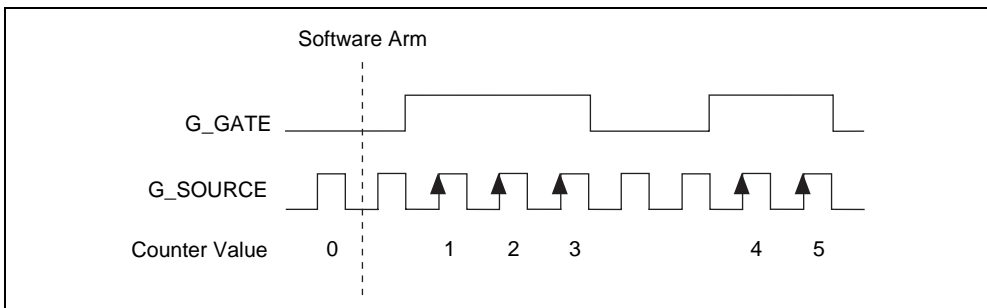 Software Arm
G_GATE
G_SOURCE
Counter Value 0 1 2 3 4 5